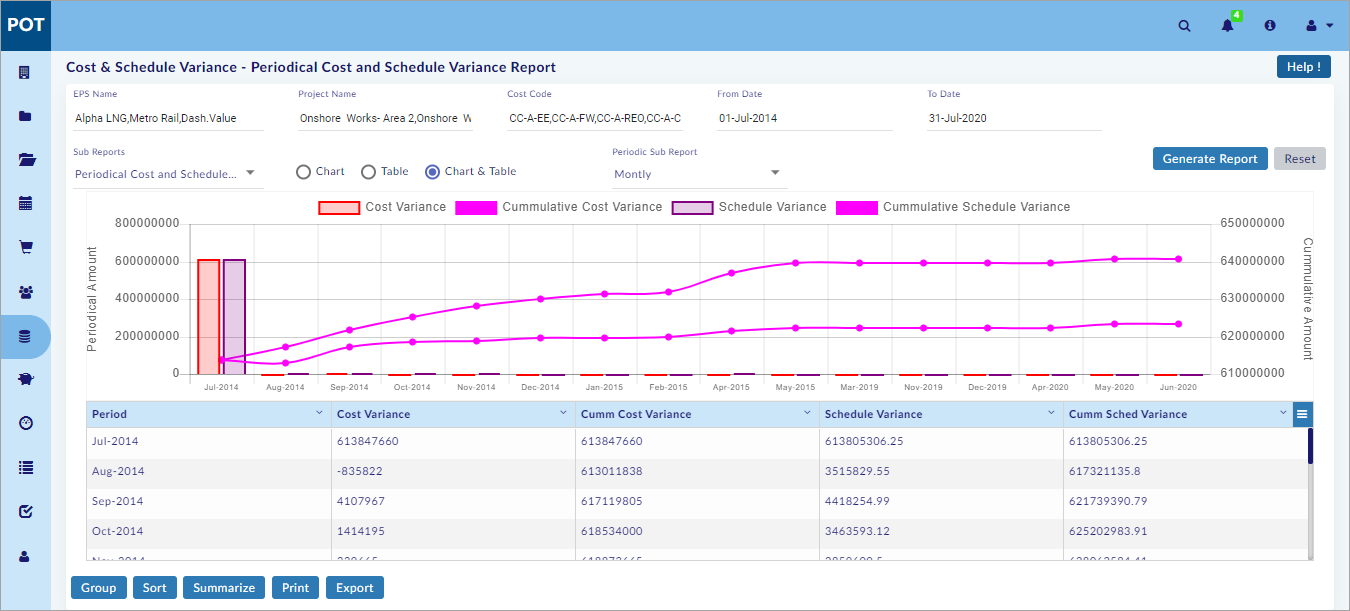 POT
4
Cost & Schedule Variance - Periodical Cost and Schedule Variance Report
Help !
EPS Name Project Name Cost Code From Date To Date
Alpha LNG,Metro Rail,Dash.Value Onshore Works- Area 2,Onshore W CC-A-EE,CC-A-FW,CC-A-REO,CC-A-C 01-Jul-2014 31-Jul-2020
Sub Reports Periodic Sub Report
Periodical Cost and Schedule... Chart Table Chart & Table Montly
Generate Report Reset
Cost Variance Cummulative Cost Variance Schedule Variance Cummulative Schedule Variance
Periodical Amount
800000000
600000000
400000000
200000000
0
650000000
640000000
630000000
620000000
610000000
Cummulative Amount
Jul-2014 Aug-2014 Sep-2014 Oct-2014 Nov-2014 Dec-2014 Jan-2015 Feb-2015 Apr-2015 May-2015 Mar-2019 Nov-2019 Dec-2019 Apr-2020 May-2020 Jun-2020
Period Cost Variance Cumm Cost Variance Schedule Variance Cumm Sched Variance
Jul-2014 613847660 613847660 613805306.25 613805306.25
Aug-2014 -835822 613011838 3515829.55 617321135.8
Sep-2014 4107967 617119805 4418254.99 621739390.79
Oct-2014 1414195 618534000 3463593.12 625202983.91
Group Sort Summarize Print Export